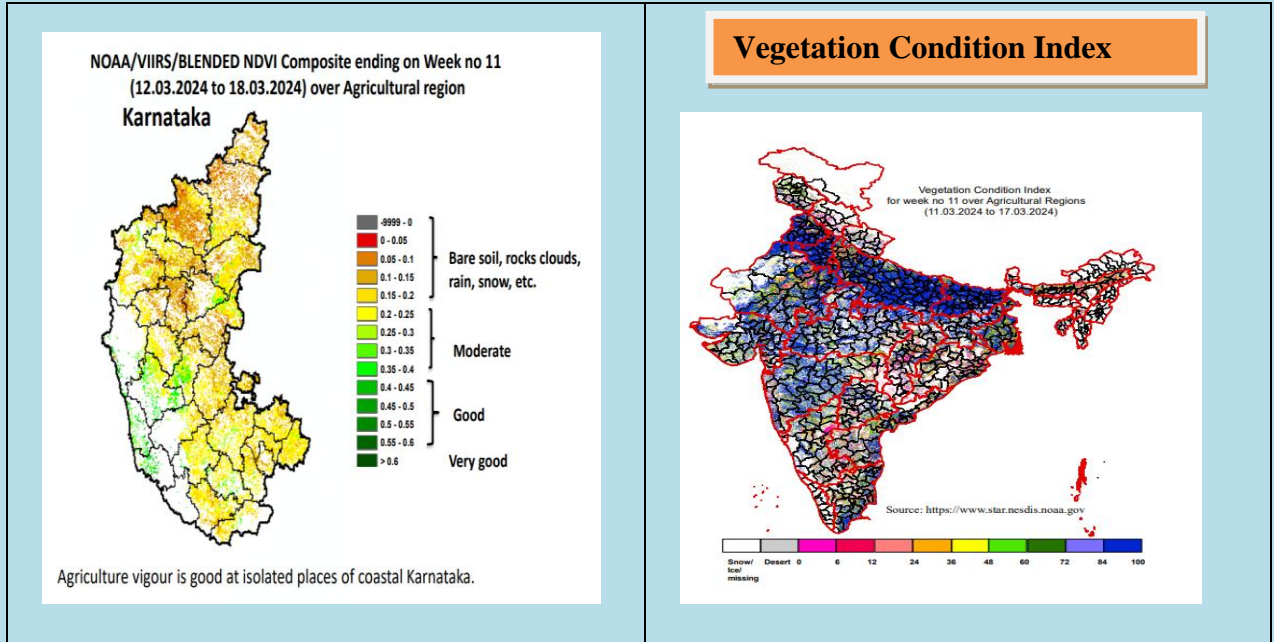 NOAA/VIIRS/BLENDED NDVI Composite ending on Week no 11
(12.03.2024 to 18.03.2024) over Agricultural region
Karnataka
-9999 - 0
0 - 0.05
0.05 - 0.1
0.1 - 0.15
0.15 - 0.2
0.2 - 0.25
0.25 - 0.3
0.3 - 0.35
0.35 - 0.4
0.4 - 0.45
0.45 - 0.5
0.5 - 0.55
0.55 - 0.6
> 0.6
Bare soil, rocks clouds,
rain, snow, etc.
Moderate
Good
Very good
Agriculture vigour is good at isolated places of coastal Karnataka.
Vegetation Condition Index
Vegetation Condition Index
for week no 11 over Agricultural Regions
(11.03.2024 to 17.03.2024)
Source: https://www.star.nesdis.noaa.gov
Snow/
Ice/
missing
Desert 0 6 12 24 36 48 60 72 84 100